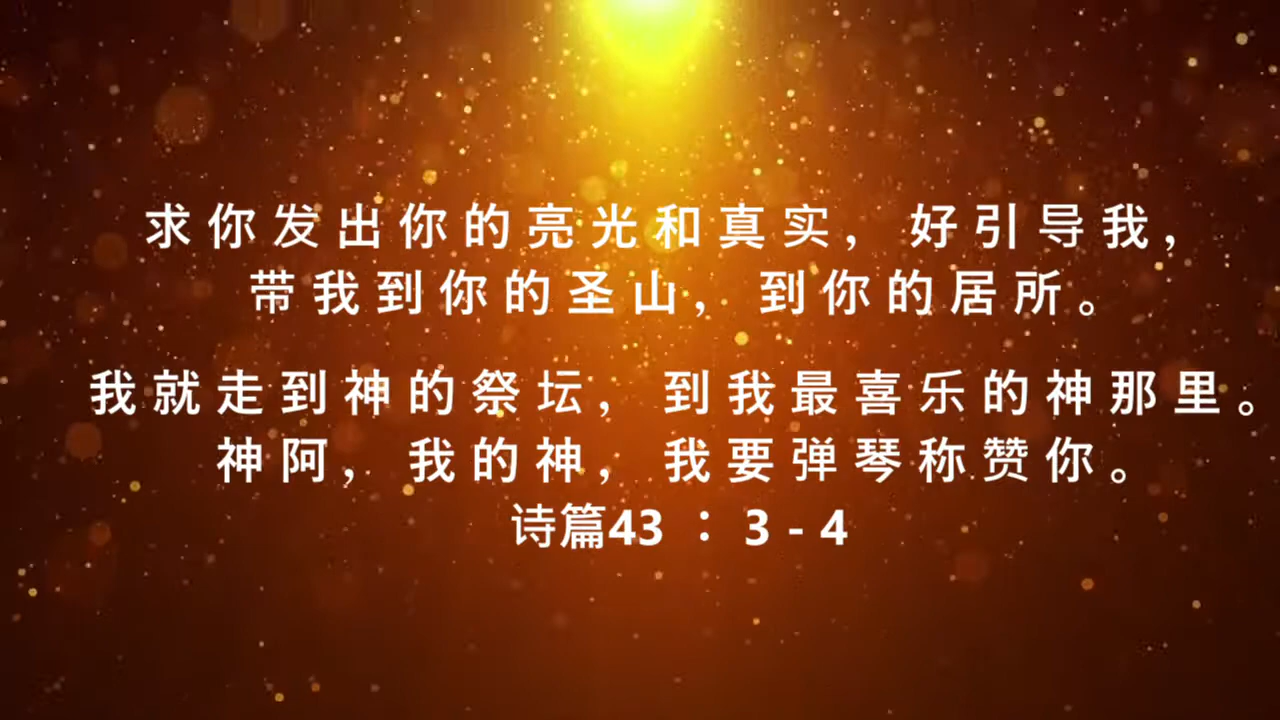 求你发出你的亮光和真实，好引导我，
带我到你的圣山，到你的居所。
我就走到神的祭坛，到我最喜乐的神那里。
神阿，我的神，我要弹琴称赞你。
诗篇43 ：3-4